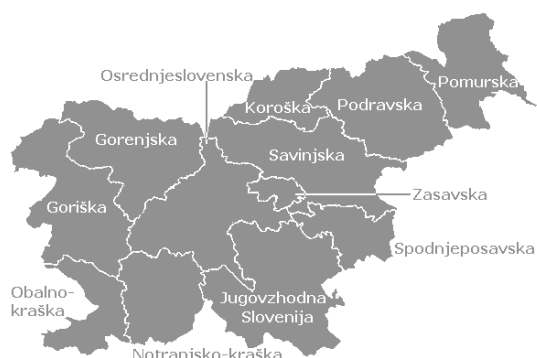 Pomurska
Osrednjeslovenska
Koroška
Podravska
Gorenjska
Savinjska
Zasavska
Goriška
Spodnjeposavska
Obalno-
kraška
Jugovzhodna
Slovenija
Notranjsko-kraška